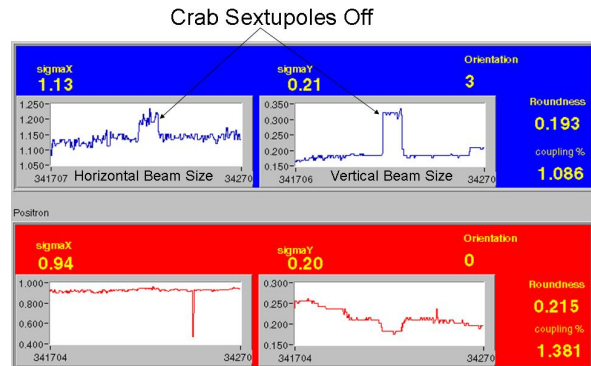 Crab Sextupoles Off
sigmaX
1.13
sigmaY
0.21
Orientation
3
1.250
1.200
1.150
1.100
1.050
341707
34270
Horizontal Beam Size
0.350
0.300
0.250
0.200
0.150
341706
34270
Vertical Beam Size
Roundness
0.193
coupling %
1.086
Positron
sigmaX
0.94
sigmaY
0.20
Orientation
0
1.000
0.800
0.600
0.400
341704
34270
0.300
0.250
0.200
0.150
341704
34270
Roundness
0.215
coupling %
1.381